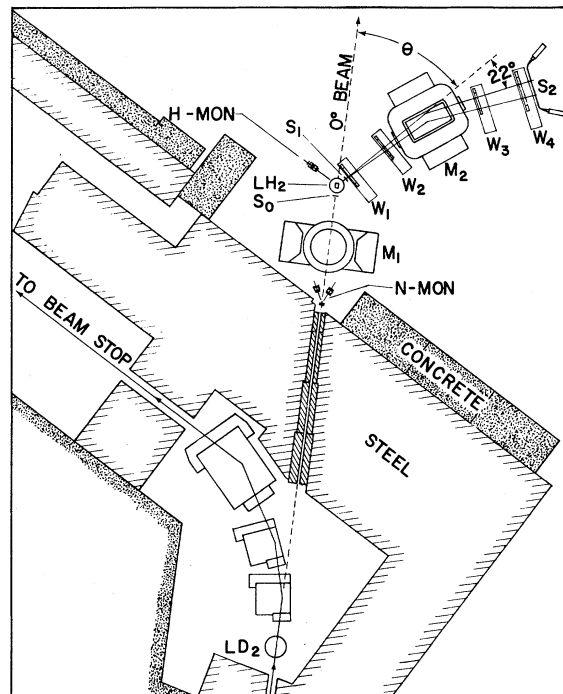 0° BEAM
θ
22°
S₂
H-MON
S₁
W₄
W₃
M₂
LH₂
W₂
S₀
W₁
M₁
N-MON
TO BEAM STOP
CONCRETE
STEEL
LD₂